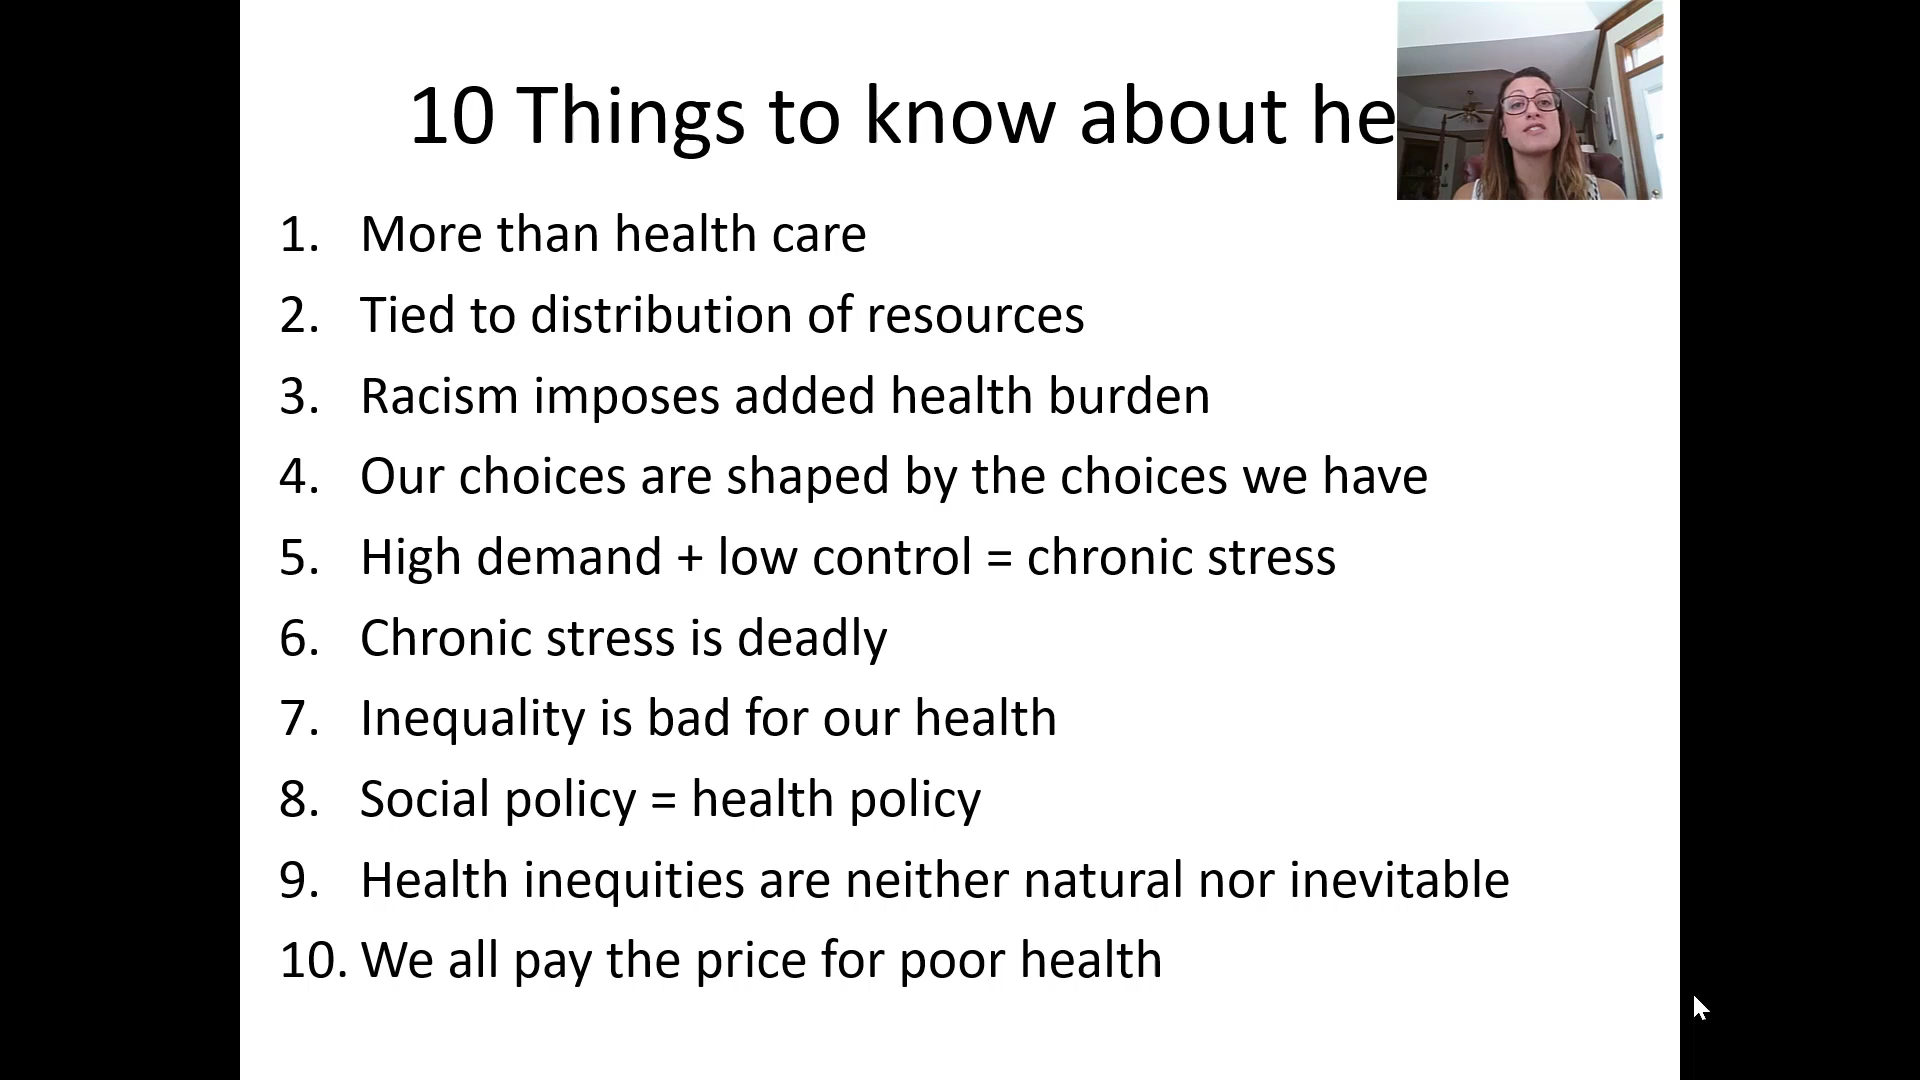 10 Things to know about he
1. More than health care
2. Tied to distribution of resources
3. Racism imposes added health burden
4. Our choices are shaped by the choices we have
5. High demand + low control = chronic stress
6. Chronic stress is deadly
7. Inequality is bad for our health
8. Social policy = health policy
9. Health inequities are neither natural nor inevitable
10. We all pay the price for poor health